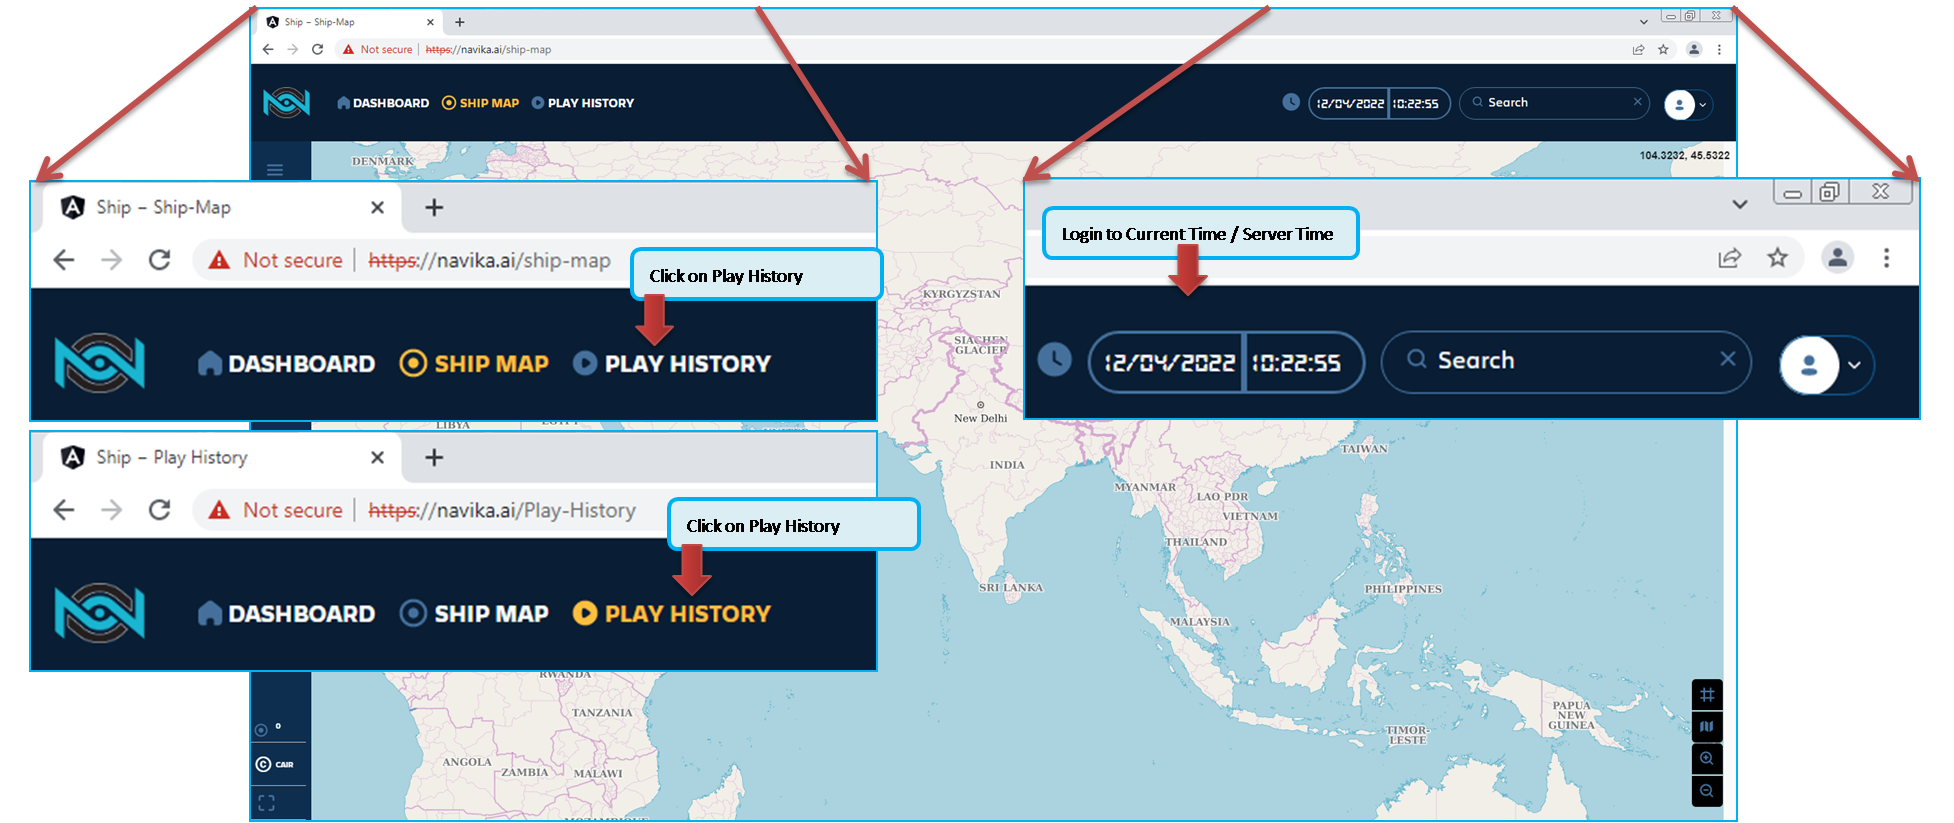 Ship – Ship-Map
Not secure https://navika.ai/ship-map
DASHBOARD SHIP MAP PLAY HISTORY
12/04/2022 10:22:55 Search
DENMARK
104.3232, 45.5322
Ship – Ship-Map
Not secure https://navika.ai/ship-map
Click on Play History
DASHBOARD SHIP MAP PLAY HISTORY
Login to Current Time / Server Time
12/04/2022 10:22:55 Search
KYRGYZSTAN
SIACHEN
GLACIER
New Delhi
LIBYA
TAIWAN
INDIA
MYANMAR
LAO PDR
VIETNAM
THAILAND
SRI LANKA
PHILIPPINES
MALAYSIA
Ship – Play History
Not secure https://navika.ai/Play-History
Click on Play History
DASHBOARD SHIP MAP PLAY HISTORY
RWANDA
TANZANIA
ANGOLA
ZAMBIA
MALAWI
PAPUA
NEW
GUINEA
TIMOR-
LESTE
0
© CAIR